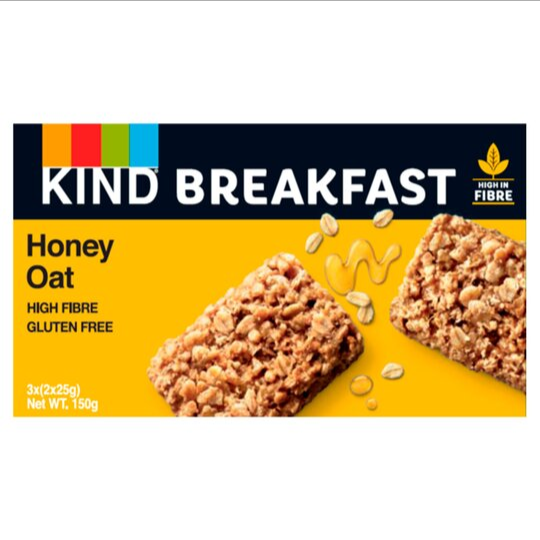 KIND BREAKFAST
HIGH IN
FIBRE
Honey
Oat
HIGH FIBRE
GLUTEN FREE
3x(2x25g)
Net WT. 150g